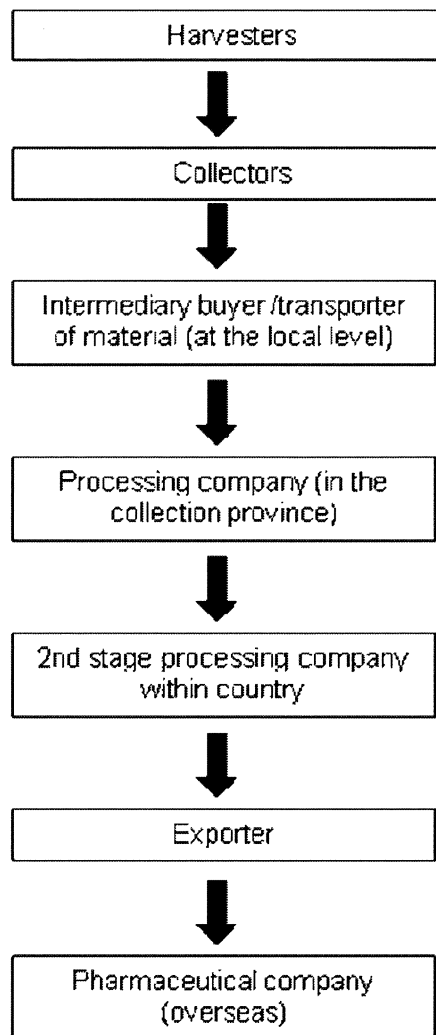 Harvesters
Collectors
Intermediary buyer /transporter
of material (at the local level)
Processing company (in the
collection province)
2nd stage processing company
within country
Exporter
Pharmaceutical company
(overseas)